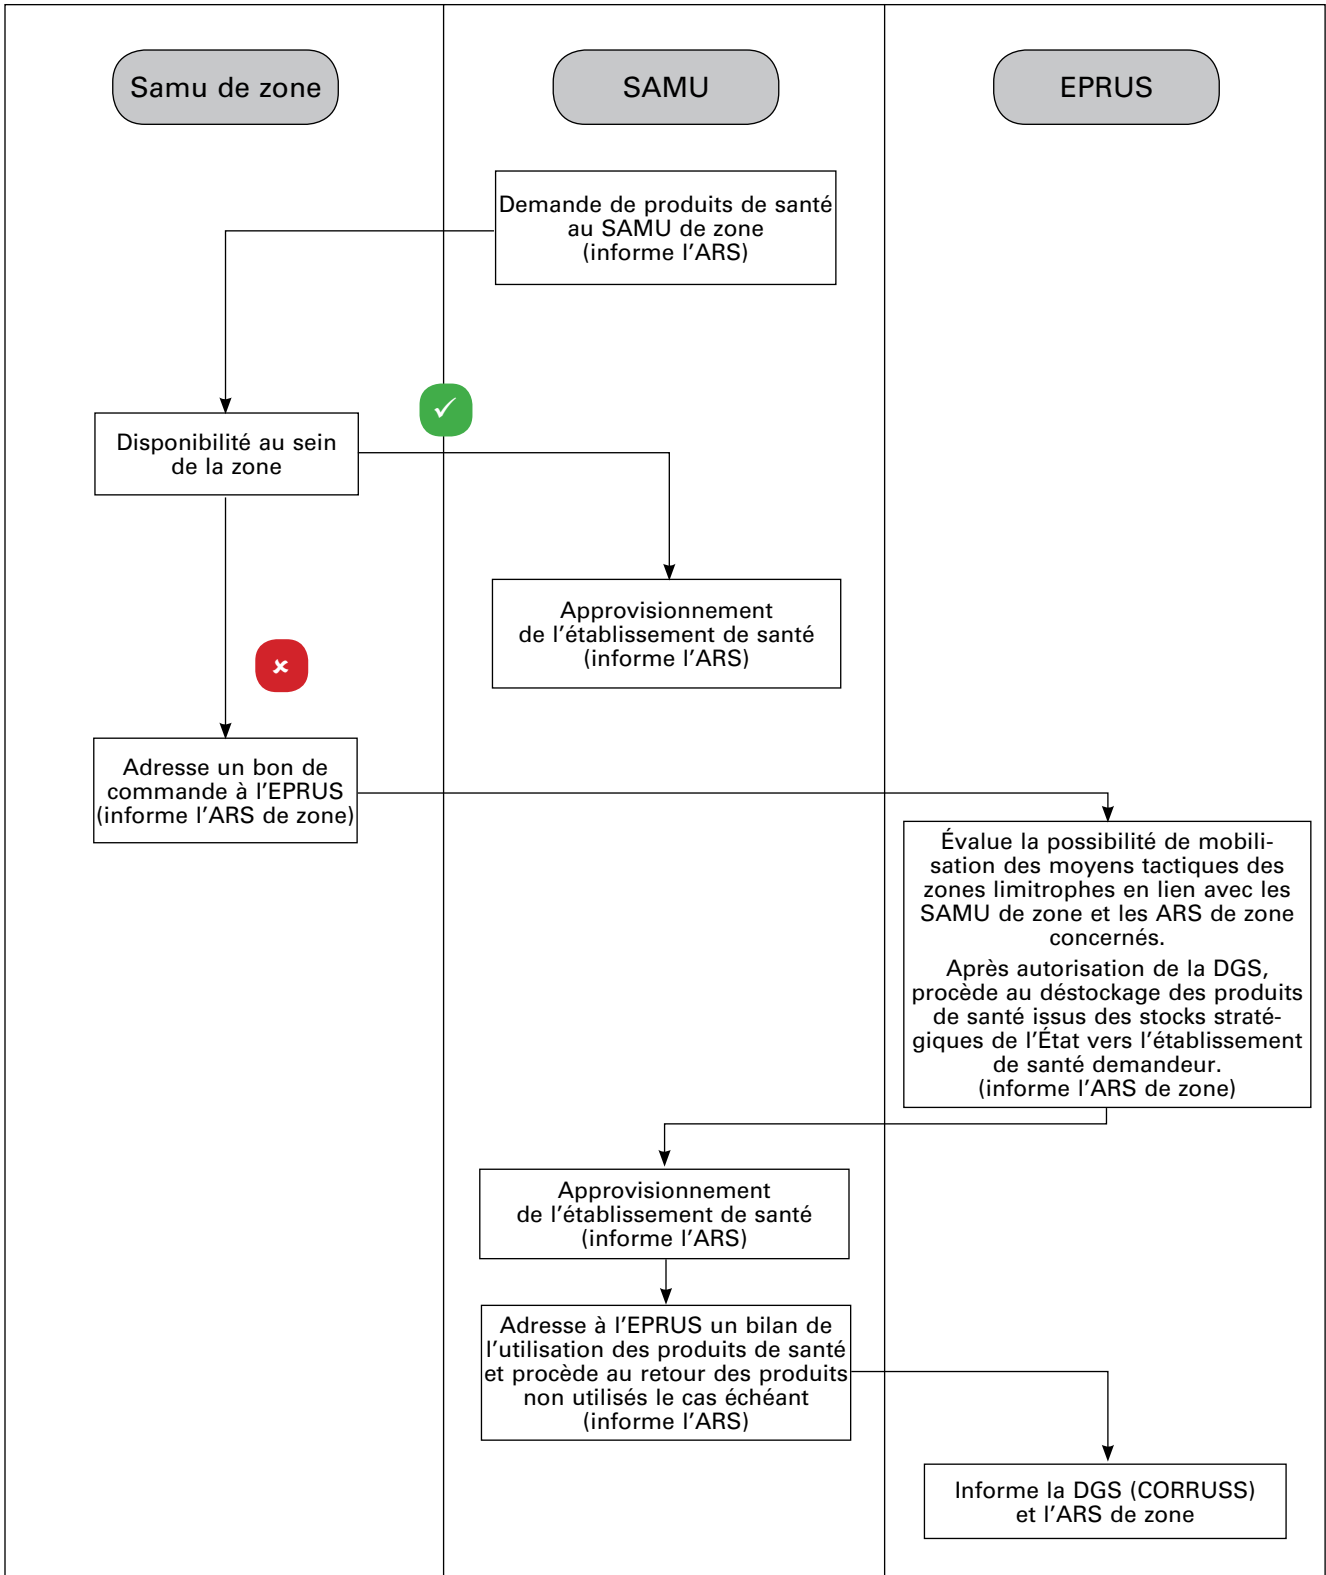 Samu de zone
SAMU
EPRUS
Demande de produits de santé
au SAMU de zone
(informe l'ARS)
Disponibilité au sein
de la zone
Approvisionnement
de l'établissement de santé
(informe l'ARS)
Adresse un bon de
commande à l'EPRUS
(informe l'ARS de zone)
Évalue la possibilité de mobili-
sation des moyens tactiques des
zones limitrophes en lien avec les
SAMU de zone et les ARS de zone
concernés.
Après autorisation de la DGS,
procède au déstockage des produits
de santé issus des stocks straté-
giques de l'État vers l'établissement
de santé demandeur.
(informe l'ARS de zone)
Approvisionnement
de l'établissement de santé
(informe l'ARS)
Adresse à l'EPRUS un bilan de
l'utilisation des produits de santé
et procède au retour des produits
non utilisés le cas échéant
(informe l'ARS)
Informe la DGS (CORRUSS)
et l'ARS de zone